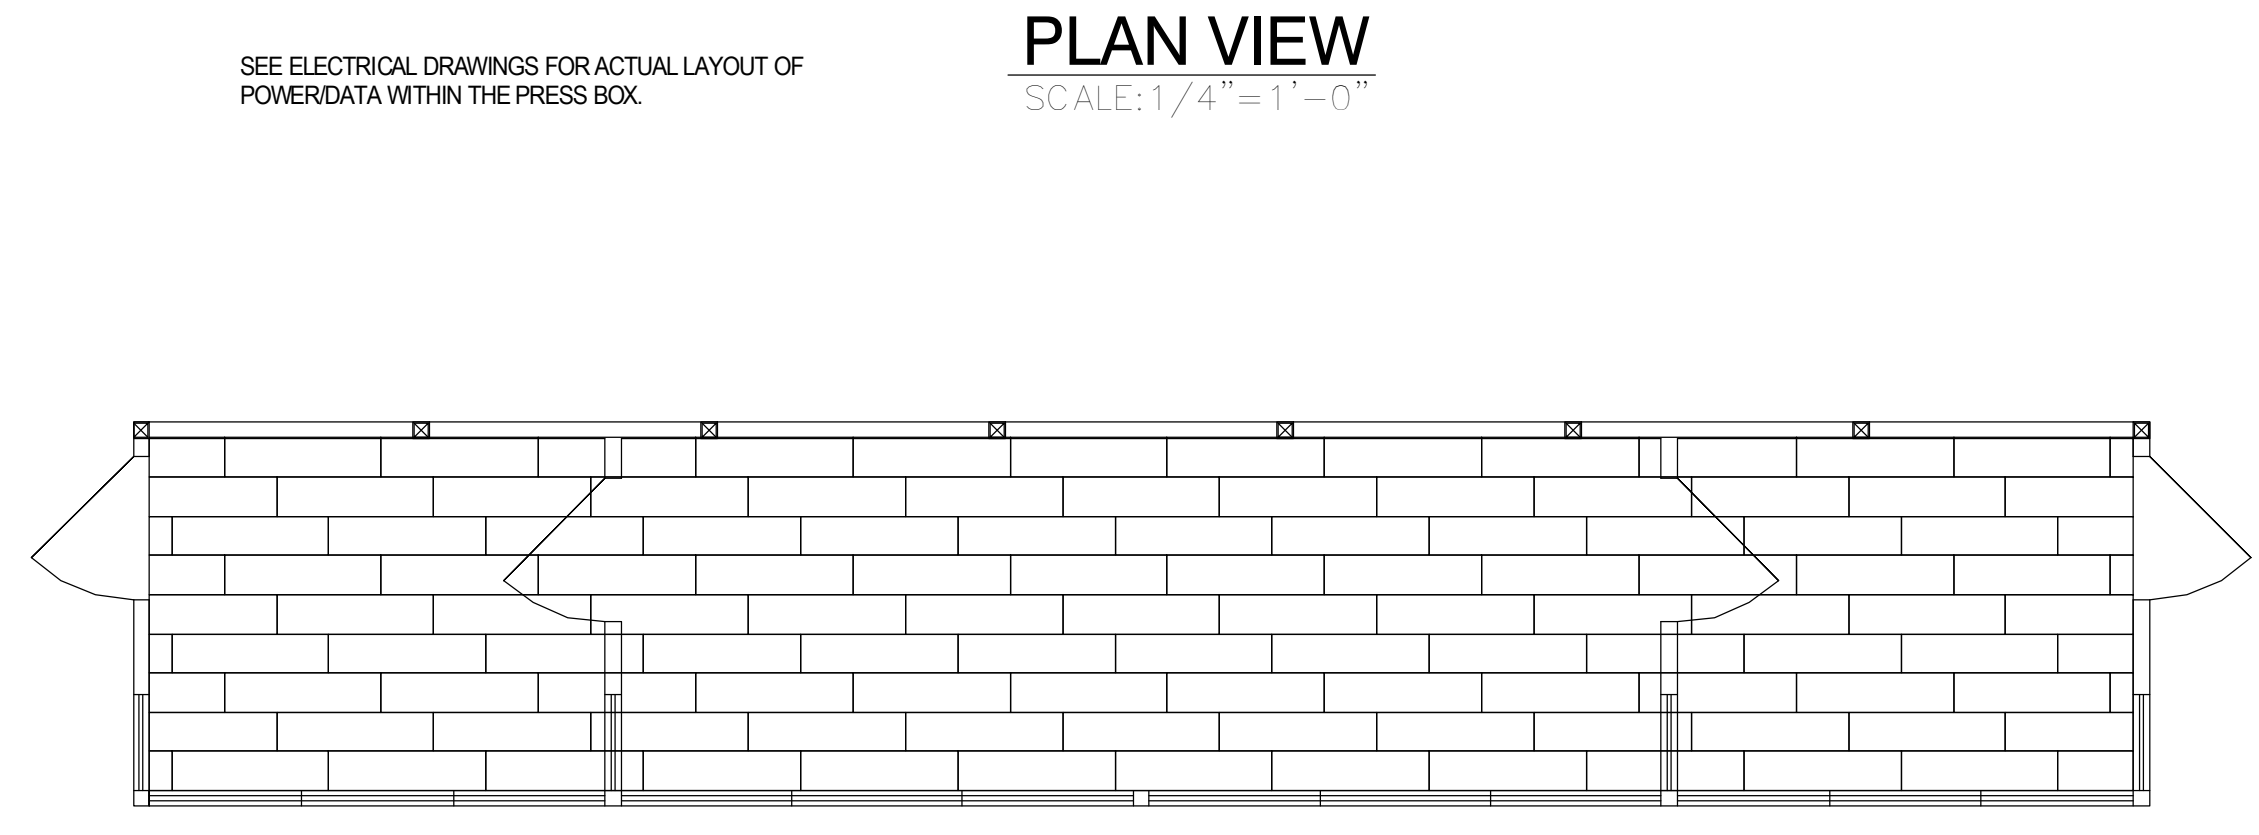 PLAN VIEW
SCALE:1/4"=1'-0"
SEE ELECTRICAL DRAWINGS FOR ACTUAL LAYOUT OF
POWER/DATA WITHIN THE PRESS BOX.